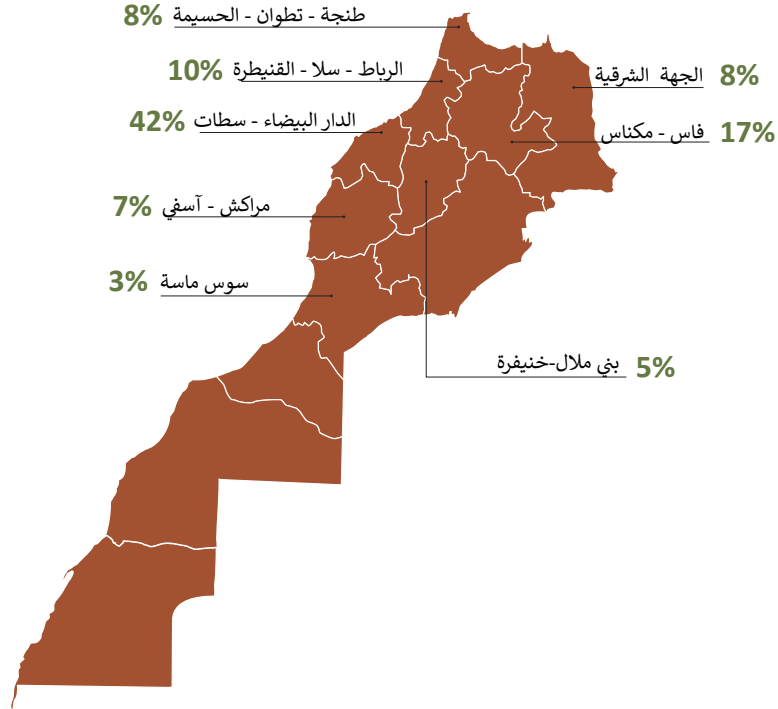 طنجة - تطوان - الحسيمة 8%
الرباط - سلا - القنيطرة 10%
الجهة الشرقية 8%
الدار البيضاء - سطات 42%
فاس - مكناس 17%
مراكش - آسفي 7%
سوس ماسة 3%
بني ملال-خنيفرة 5%